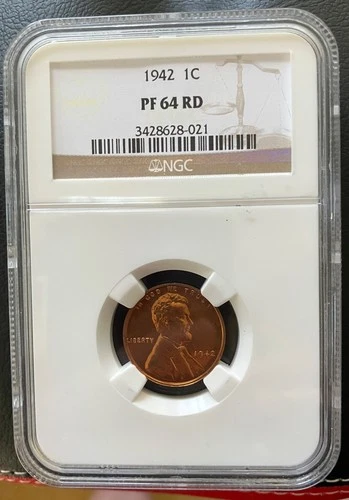 1942 1C
PF 64 RD
3428628-021
NGC
IN GOD WE TRUST
LIBERTY
1942